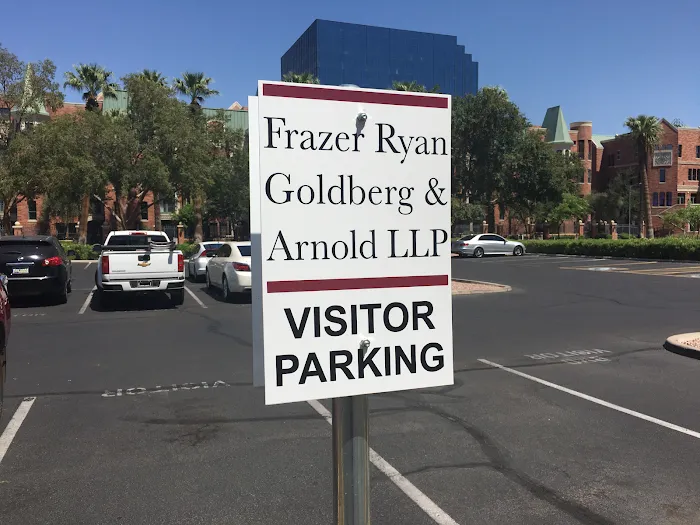 Frazer Ryan
Goldberg &
Arnold LLP
VISITOR
PARKING